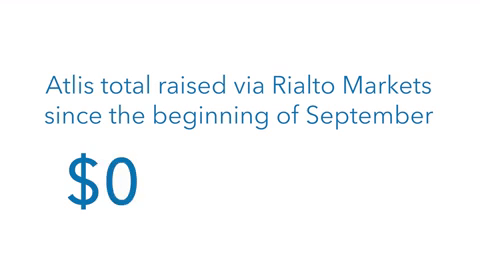 Atlis total raised via Rialto Markets
since the beginning of September
$0